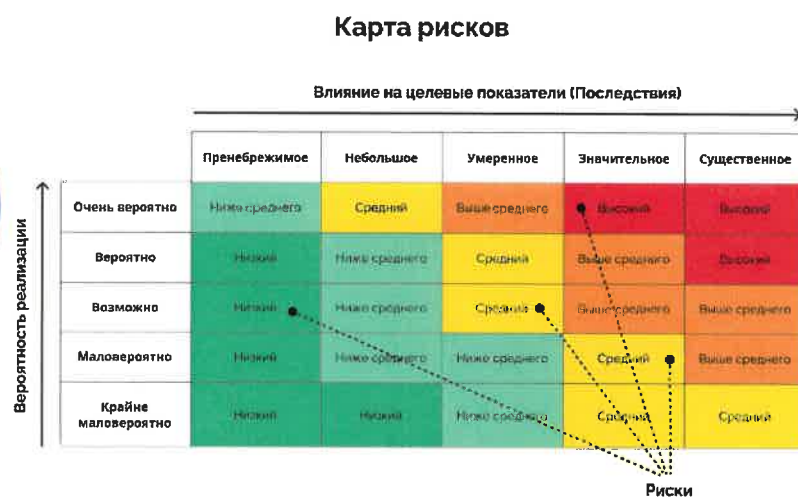 Карта рисков
Влияние на целевые показатели (Последствия)
Пренебрежимое Небольшое Умеренное Значительное Существенное
Вероятность реализации
Очень вероятно Ниже среднего Средний Выше среднего Высокий Высокий
Вероятно Низкий Ниже среднего Средний Выше среднего Высокий
Возможно Низкий Ниже среднего Средний Выше среднего Выше среднего
Маловероятно Низкий Ниже среднего Ниже среднего Средний Выше среднего
Крайне
маловероятно Низкий Низкий Ниже среднего Средний Средний
Риски